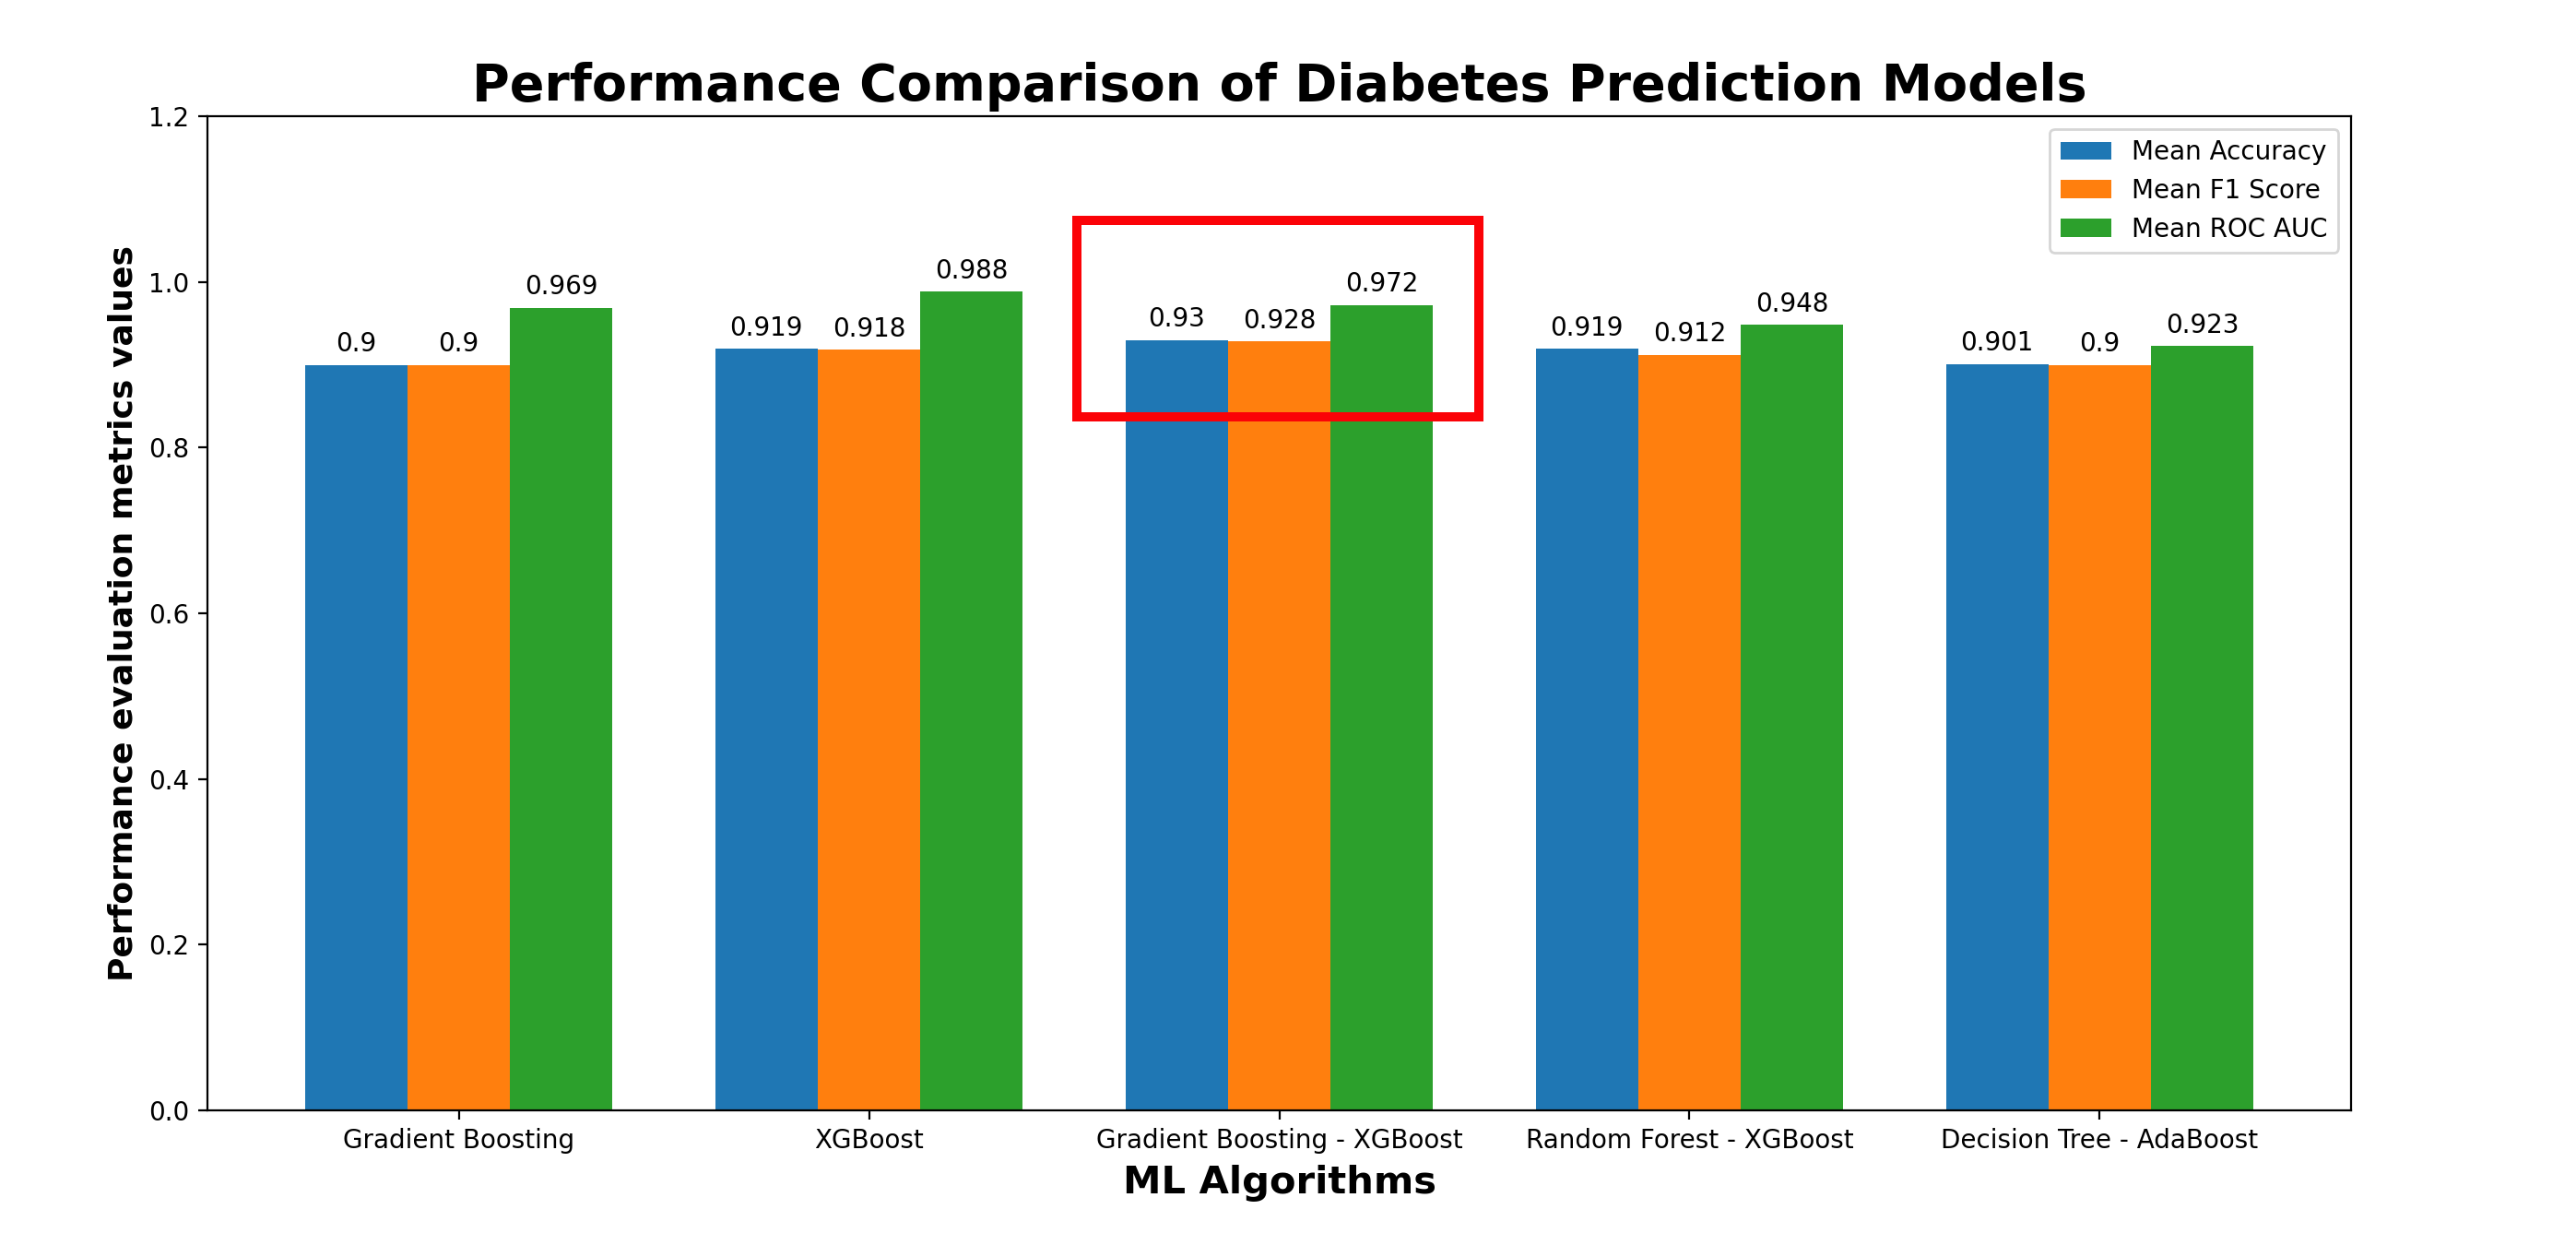 Performance Comparison of Diabetes Prediction Models
Mean Accuracy
Mean F1 Score
Mean ROC AUC
Performance evaluation metrics values
1.2
1.0
0.8
0.6
0.4
0.2
0.0
0.9 0.9 0.969
0.919 0.918 0.988
0.93 0.928 0.972
0.919 0.912 0.948
0.901 0.9 0.923
Gradient Boosting XGBoost Gradient Boosting - XGBoost Random Forest - XGBoost Decision Tree - AdaBoost
ML Algorithms